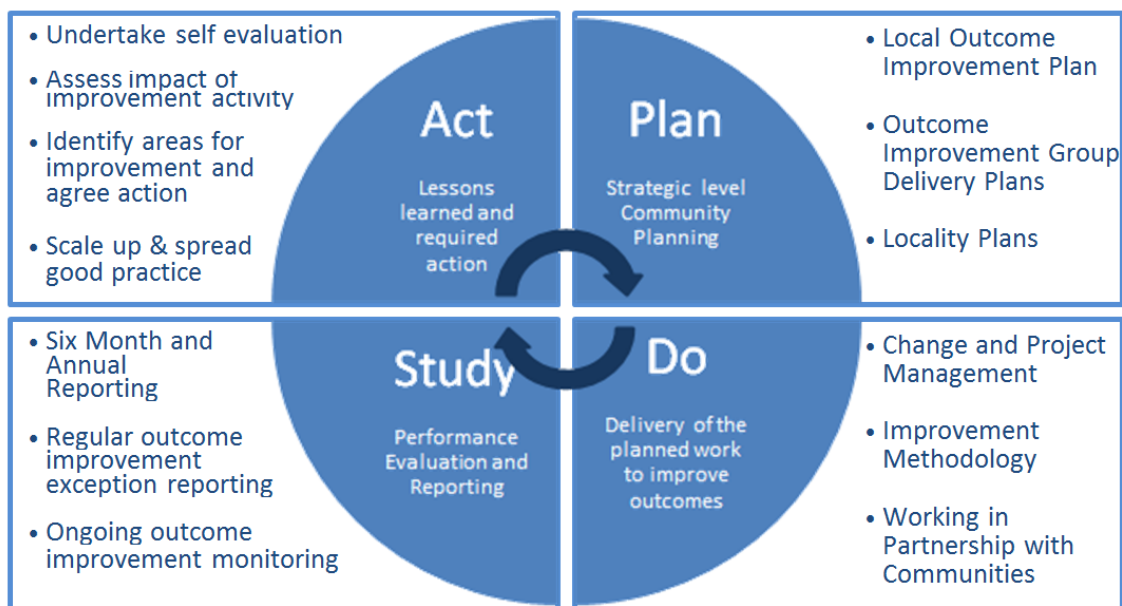 • Undertake self evaluation
• Assess impact of
improvement activity
• Identify areas for
improvement and
agree action
• Scale up & spread
good practice
Act
Lessons
learned and
required
action
Plan
Strategic level
Community
Planning
• Local Outcome
Improvement Plan
• Outcome
Improvement Group
Delivery Plans
• Locality Plans
• Six Month and
Annual
Reporting
• Regular outcome
improvement
exception reporting
• Ongoing outcome
improvement monitoring
Study
Performance
Evaluation and
Reporting
Do
Delivery of the
planned work
to improve
outcomes
• Change and Project
Management
• Improvement
Methodology
• Working in
Partnership with
Communities